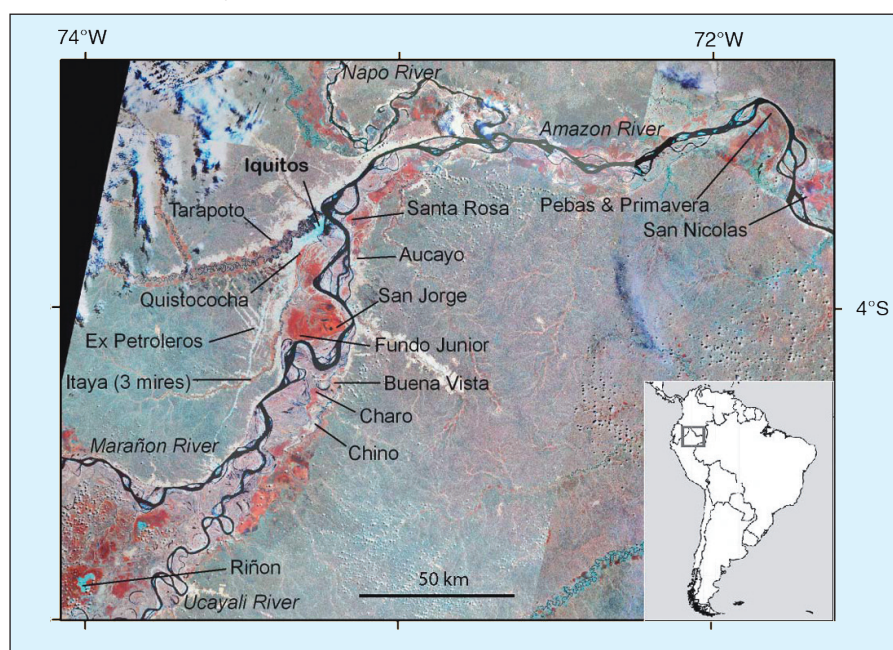 74°W
72°W
Napo River
Amazon River
Iquitos
Tarapoto
Santa Rosa
Pebas & Primavera
San Nicolas
Aucayo
Quistococha
San Jorge
4°S
Ex Petroleros
Fundo Junior
Itaya (3 mires)
Buena Vista
Charo
Marañon River
Chino
Riñon
50 km
Ucayali River